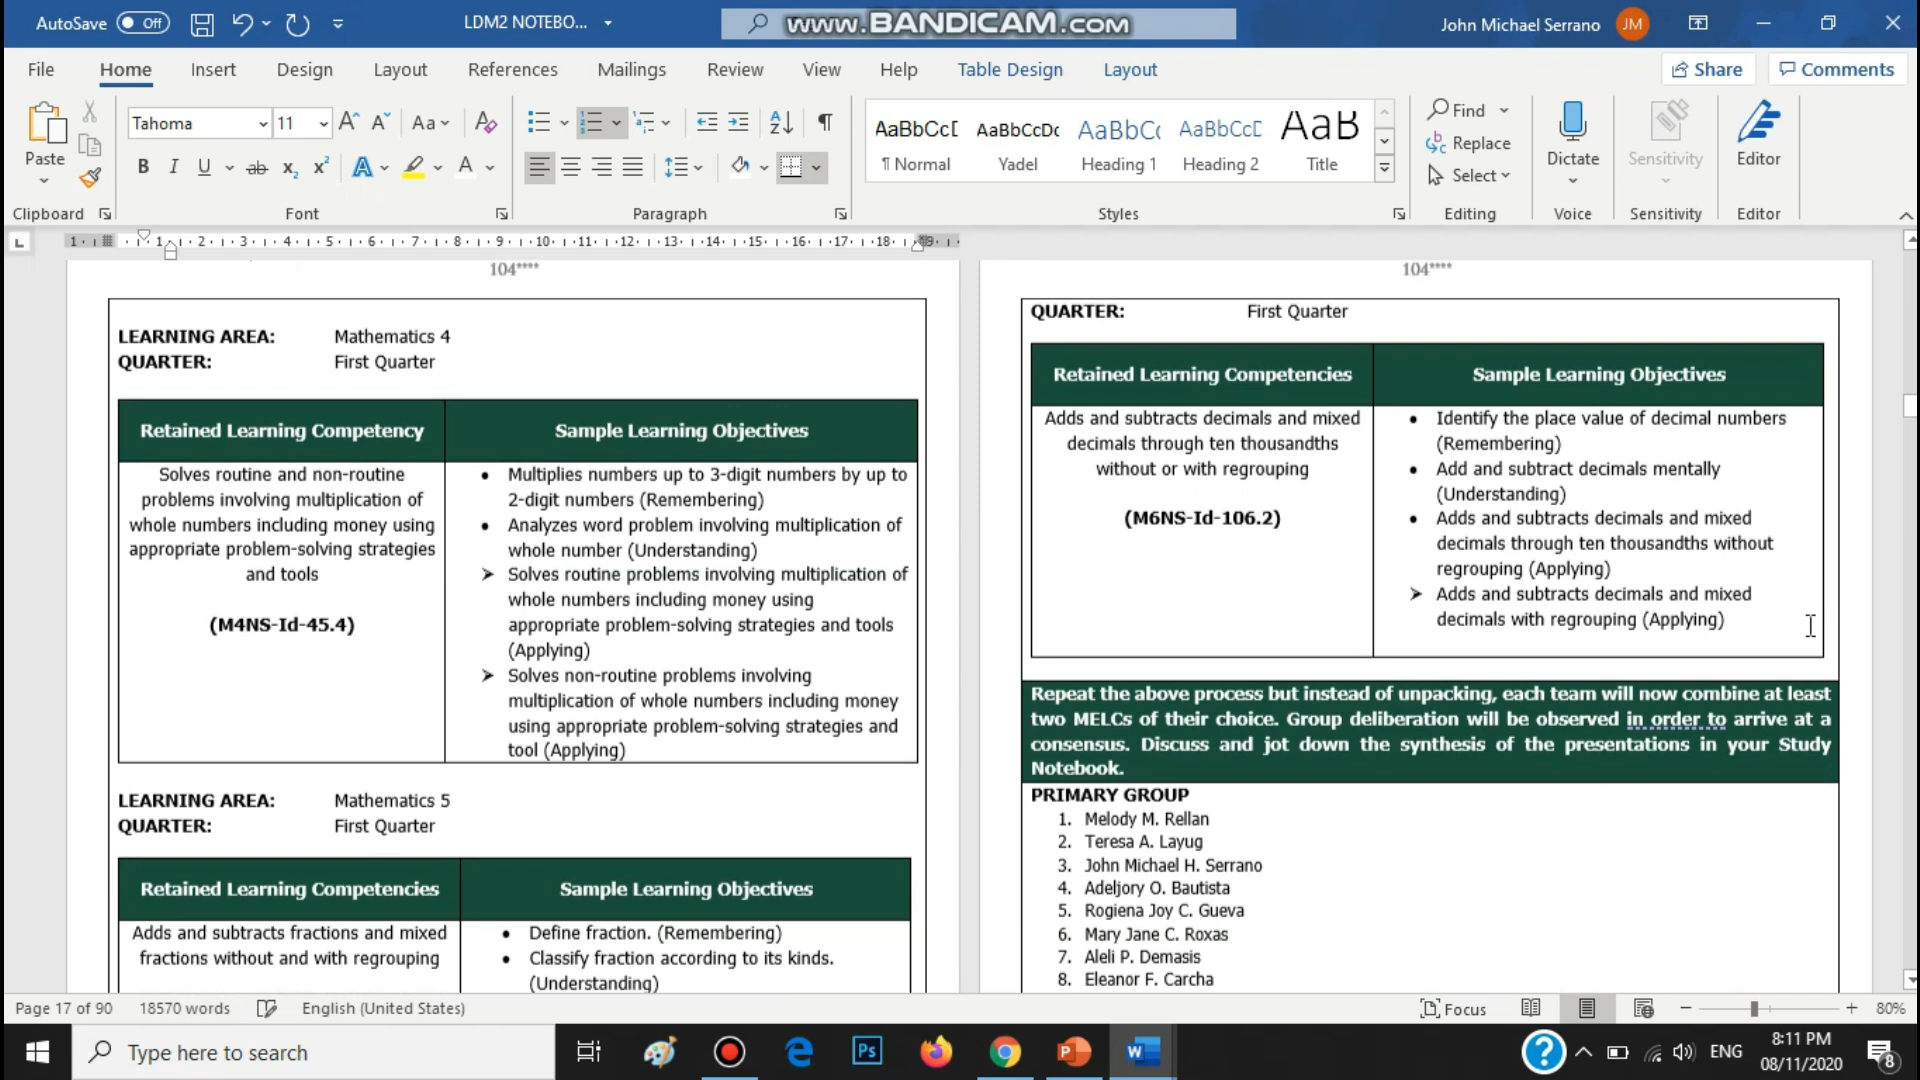 AutoSave Off LDM2 NOTEBO... www.BANDICAM.com John Michael Serrano JM
File Home Insert Design Layout References Mailings Review View Help Table Design Layout Share Comments
Tahoma 11 Aa
AaBbCcI AaBbCcDc AaBbCc AaBbCcD AaB
Paste
¶ Normal Yadel Heading 1 Heading 2 Title
Find
Replace
Select
Dictate Sensitivity Editor
Clipboard Font Paragraph Styles Editing Voice Sensitivity Editor
104****
LEARNING AREA: Mathematics 4
QUARTER: First Quarter
Retained Learning Competency Sample Learning Objectives
Solves routine and non-routine
problems involving multiplication of
whole numbers including money using
appropriate problem-solving strategies
and tools
(M4NS-Id-45.4)
• Multiplies numbers up to 3-digit numbers by up to
2-digit numbers (Remembering)
• Analyzes word problem involving multiplication of
whole number (Understanding)
➢ Solves routine problems involving multiplication of
whole numbers including money using
appropriate problem-solving strategies and tools
(Applying)
➢ Solves non-routine problems involving
multiplication of whole numbers including money
using appropriate problem-solving strategies and
tool (Applying)
LEARNING AREA: Mathematics 5
QUARTER: First Quarter
Retained Learning Competencies Sample Learning Objectives
Adds and subtracts fractions and mixed
fractions without and with regrouping
• Define fraction. (Remembering)
• Classify fraction according to its kinds.
(Understanding)
104****
QUARTER: First Quarter
Retained Learning Competencies Sample Learning Objectives
Adds and subtracts decimals and mixed
decimals through ten thousandths
without or with regrouping
(M6NS-Id-106.2)
• Identify the place value of decimal numbers
(Remembering)
• Add and subtract decimals mentally
(Understanding)
• Adds and subtracts decimals and mixed
decimals through ten thousandths without
regrouping (Applying)
➢ Adds and subtracts decimals and mixed
decimals with regrouping (Applying)
Repeat the above process but instead of unpacking, each team will now combine at least
two MELCs of their choice. Group deliberation will be observed in order to arrive at a
consensus. Discuss and jot down the synthesis of the presentations in your Study
Notebook.
PRIMARY GROUP
1. Melody M. Rellan
2. Teresa A. Layug
3. John Michael H. Serrano
4. Adeljory O. Bautista
5. Rogiena Joy C. Gueva
6. Mary Jane C. Roxas
7. Aleli P. Demasis
8. Eleanor F. Carcha
Page 17 of 90 18570 words English (United States) Focus 80%
Type here to search
ENG
8:11 PM
08/11/2020
8